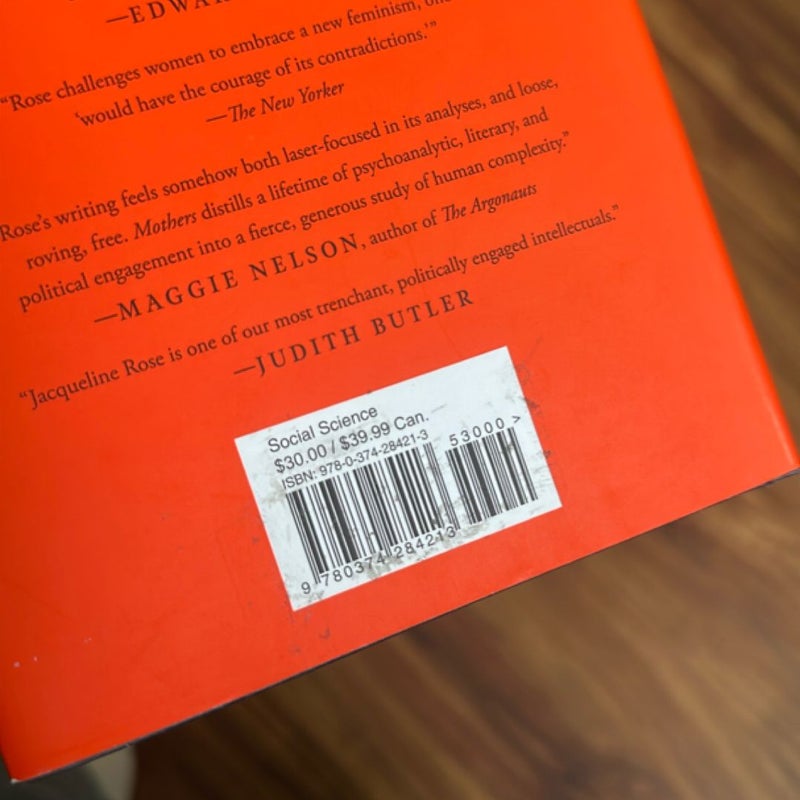 —EDWAR
“Rose challenges women to embrace a new feminism, one
‘would have the courage of its contradictions.’”
—The New Yorker
Rose’s writing feels somehow both laser-focused in its analyses, and loose,
roving, free. Mothers distills a lifetime of psychoanalytic, literary, and
political engagement into a fierce, generous study of human complexity.”
—MAGGIE NELSON, author of The Argonauts
“Jacqueline Rose is one of our most trenchant, politically engaged intellectuals.”
—JUDITH BUTLER
Social Science
$30.00 / $39.99 Can.
ISBN: 978-0-374-28421-3
53000>
9 780374 284213